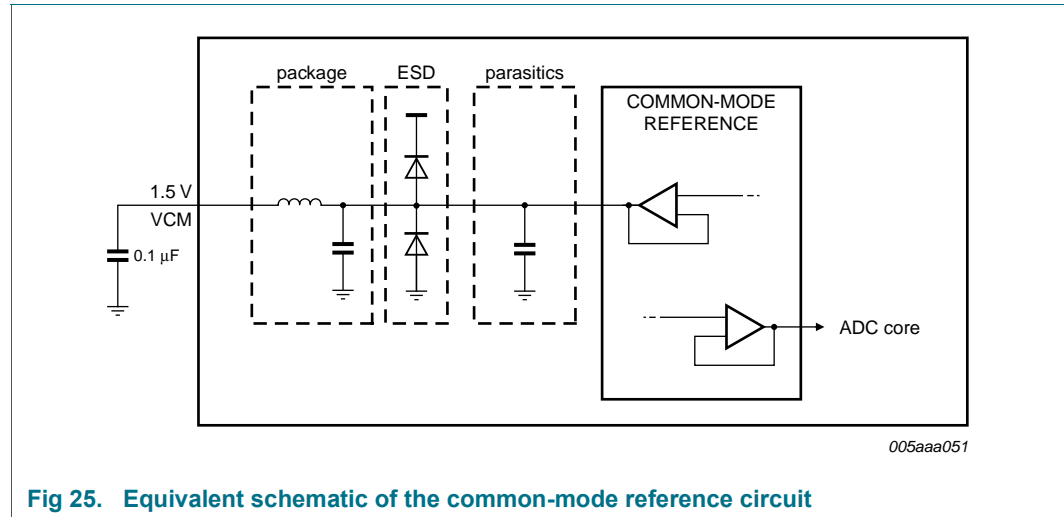 package
ESD
parasitics
COMMON-MODE
REFERENCE
1.5 V
VCM
0.1 μF
ADC core
005aaa051
Fig 25. Equivalent schematic of the common-mode reference circuit